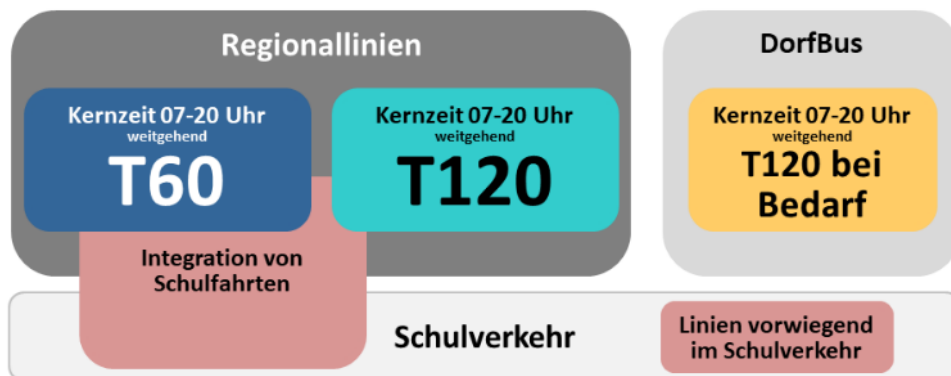 Regionallinien
Kernzeit 07-20 Uhr
weitgehend
T60
Kernzeit 07-20 Uhr
weitgehend
T120
Integration von
Schulfahrten
DorfBus
Kernzeit 07-20 Uhr
weitgehend
T120 bei
Bedarf
Schulverkehr
Linien vorwiegend
im Schulverkehr